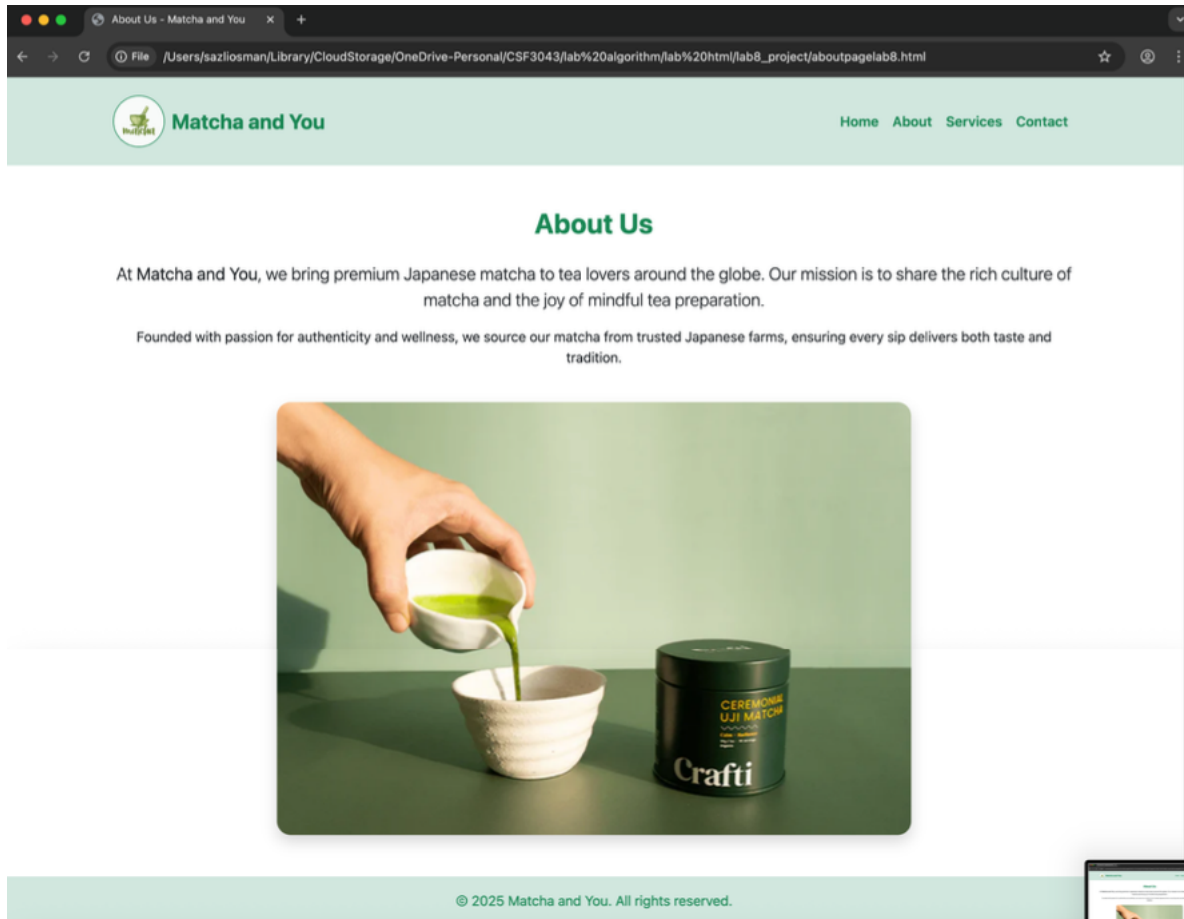 About Us - Matcha and You
File /Users/sazliosman/Library/CloudStorage/OneDrive-Personal/CSF3043/lab%20algorithm/lab%20html/lab8_project/aboutpagelab8.html
Matcha and You
Home About Services Contact
About Us
At Matcha and You, we bring premium Japanese matcha to tea lovers around the globe. Our mission is to share the rich culture of
matcha and the joy of mindful tea preparation.
Founded with passion for authenticity and wellness, we source our matcha from trusted Japanese farms, ensuring every sip delivers both taste and
tradition.
CEREMONIAL
UJI MATCHA
Crafti
© 2025 Matcha and You. All rights reserved.